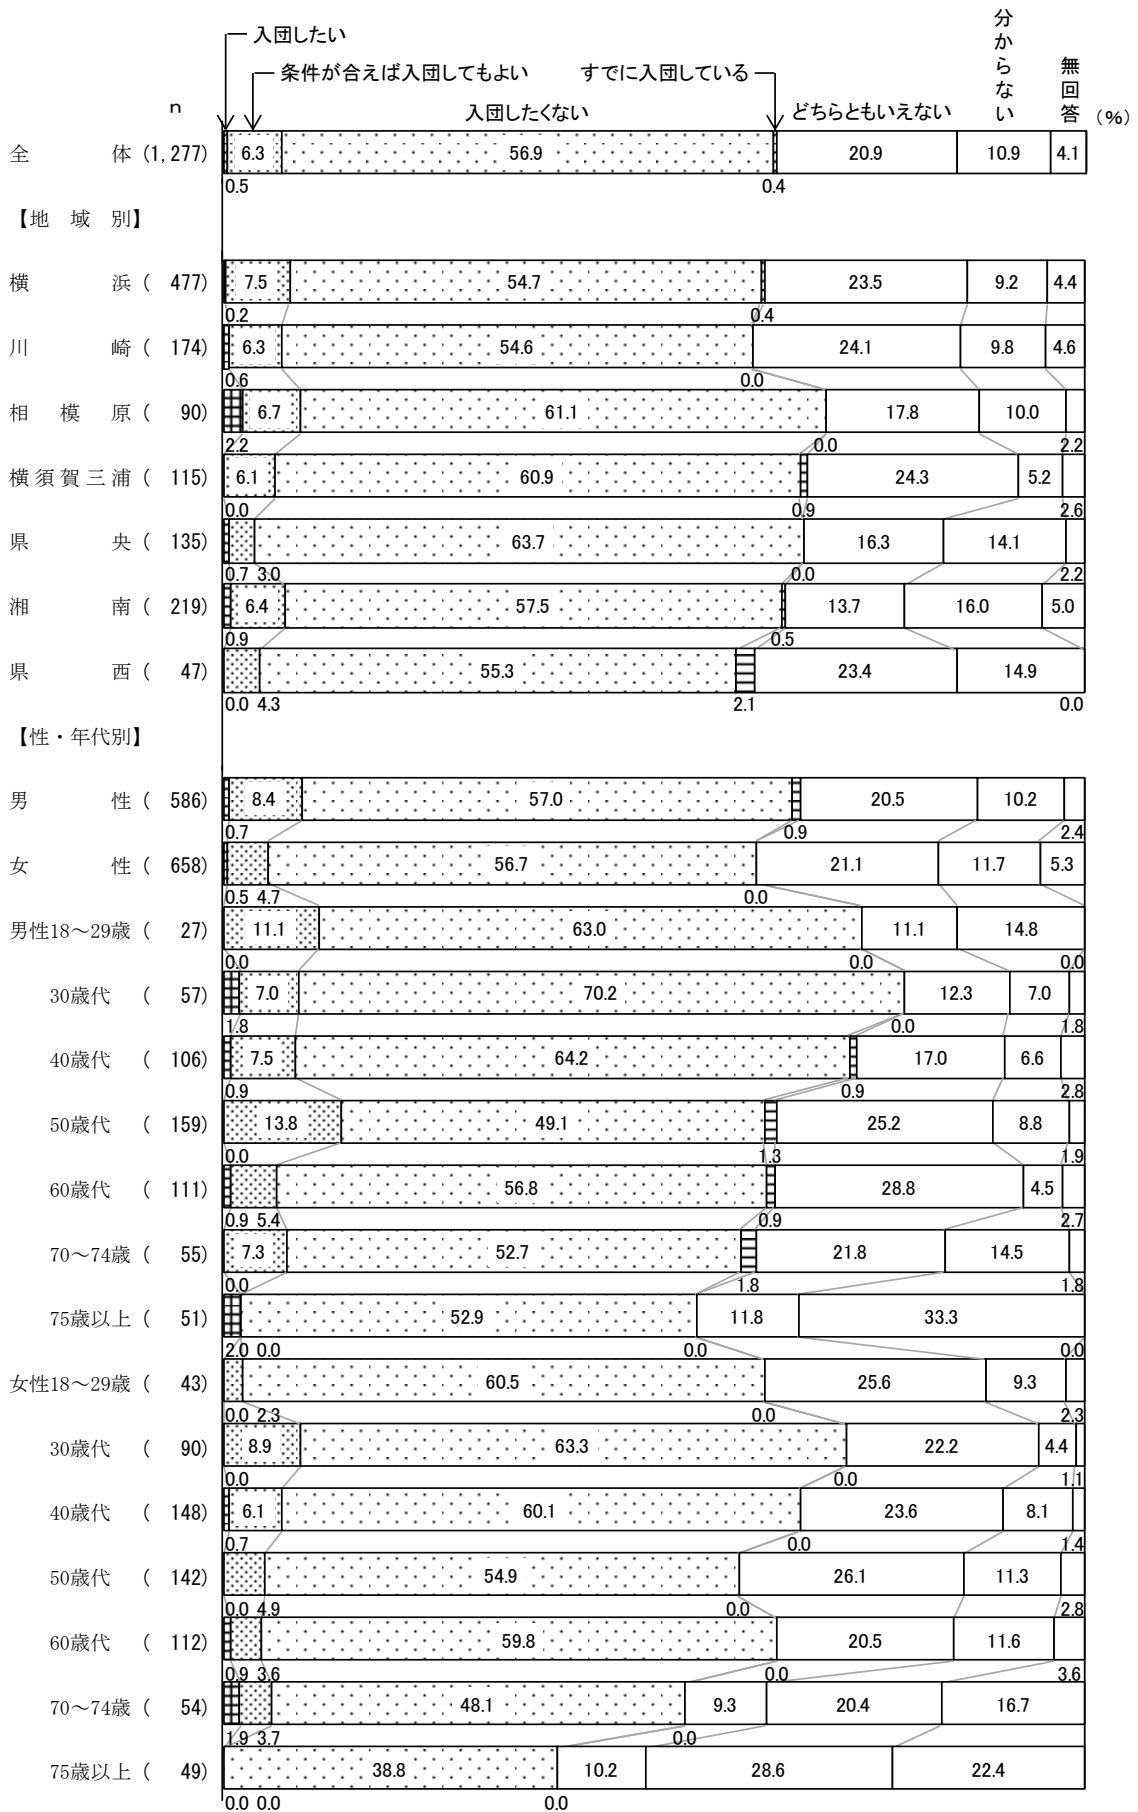 入団したい
条件が合えば入団してもよい
すでに入団している
分からない
無回答
n
入団したくない
どちらともいえない
(%)
全体 (1,277) 6.3 56.9 20.9 10.9 4.1
0.5 0.4
【地域別】
横浜 ( 477) 7.5 54.7 23.5 9.2 4.4
0.2 0.4
川崎 ( 174) 6.3 54.6 24.1 9.8 4.6
0.6 0.0
相模原 ( 90) 6.7 61.1 17.8 10.0
2.2 0.0 2.2
横須賀三浦 ( 115) 6.1 60.9 24.3 5.2
0.0 0.9 2.6
県央 ( 135) 63.7 16.3 14.1
0.7 3.0 0.0 2.2
湘南 ( 219) 6.4 57.5 13.7 16.0 5.0
0.9 0.5
県西 ( 47) 55.3 23.4 14.9
0.0 4.3 2.1 0.0
【性・年代別】
男性 ( 586) 8.4 57.0 20.5 10.2
0.7 0.9 2.4
女性 ( 658) 56.7 21.1 11.7 5.3
0.5 4.7 0.0
男性18～29歳 ( 27) 11.1 63.0 11.1 14.8
0.0 0.0 0.0
30歳代 ( 57) 7.0 70.2 12.3 7.0
1.8 0.0 1.8
40歳代 ( 106) 7.5 64.2 17.0 6.6
0.9 0.9 2.8
50歳代 ( 159) 13.8 49.1 25.2 8.8
0.0 1.3 1.9
60歳代 ( 111) 56.8 28.8 4.5
0.9 5.4 0.9 2.7
70～74歳 ( 55) 7.3 52.7 21.8 14.5
0.0 1.8 1.8
75歳以上 ( 51) 52.9 11.8 33.3
2.0 0.0 0.0 0.0
女性18～29歳 ( 43) 60.5 25.6 9.3
0.0 2.3 0.0 2.3
30歳代 ( 90) 8.9 63.3 22.2 4.4
0.0 0.0 1.1
40歳代 ( 148) 6.1 60.1 23.6 8.1
0.7 0.0 1.4
50歳代 ( 142) 54.9 26.1 11.3
0.0 4.9 0.0 2.8
60歳代 ( 112) 59.8 20.5 11.6
0.9 3.6 0.0 3.6
70～74歳 ( 54) 48.1 9.3 20.4 16.7
1.9 3.7 0.0
75歳以上 ( 49) 38.8 10.2 28.6 22.4
0.0 0.0 0.0